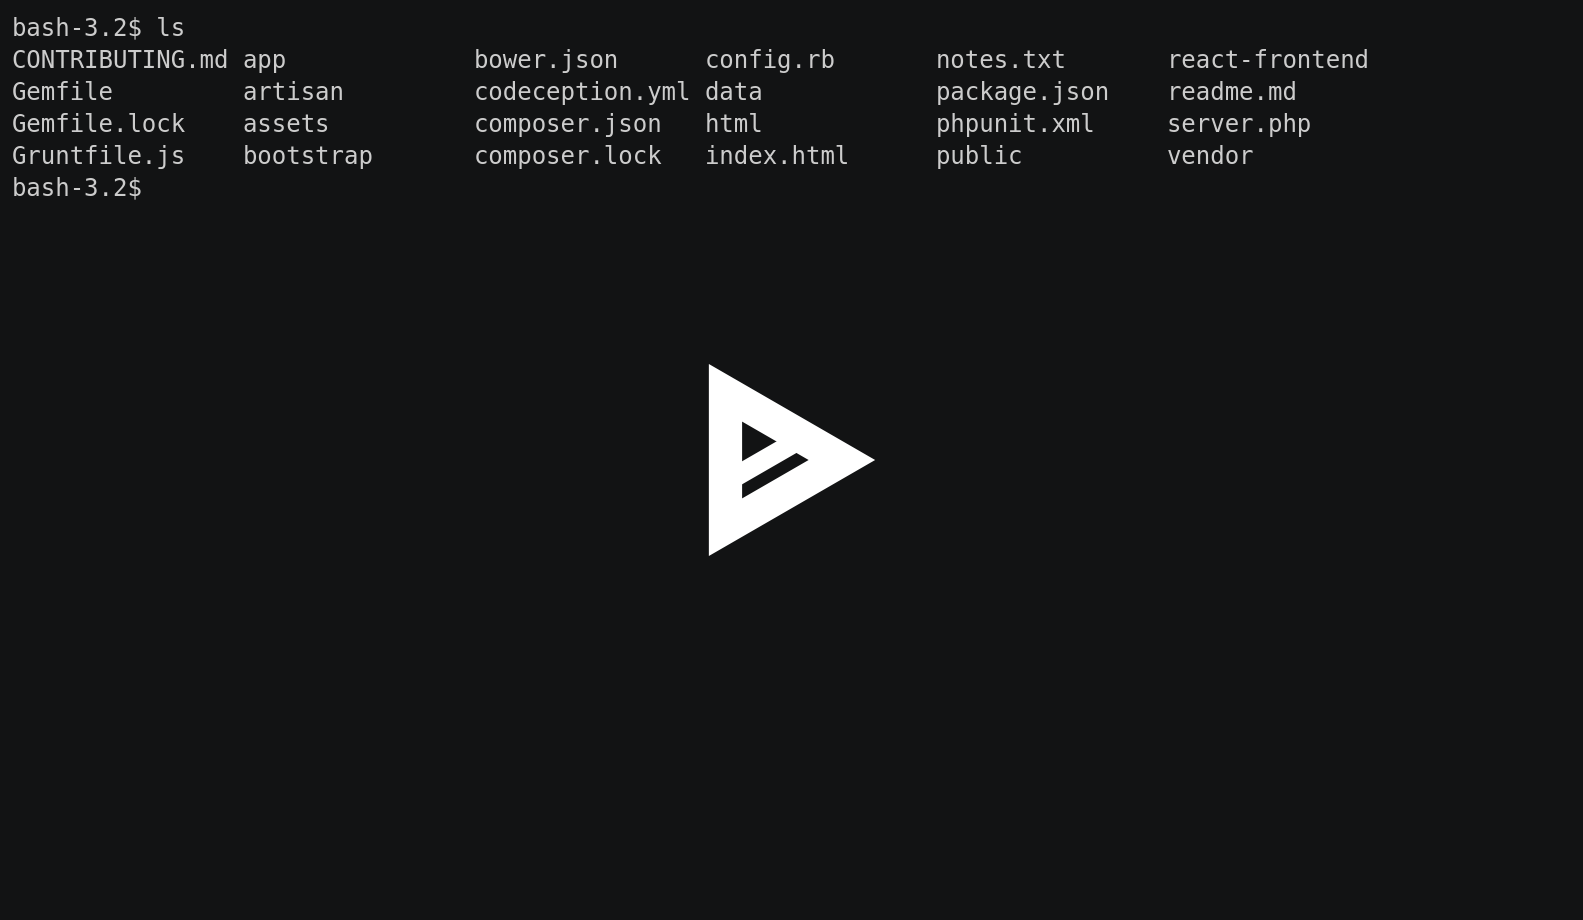 bash-3.2$ ls
CONTRIBUTING.md app             bower.json      config.rb       notes.txt       react-frontend
Gemfile         artisan         codeception.yml data            package.json    readme.md
Gemfile.lock    assets          composer.json   html            phpunit.xml     server.php
Gruntfile.js    bootstrap       composer.lock   index.html      public          vendor
bash-3.2$